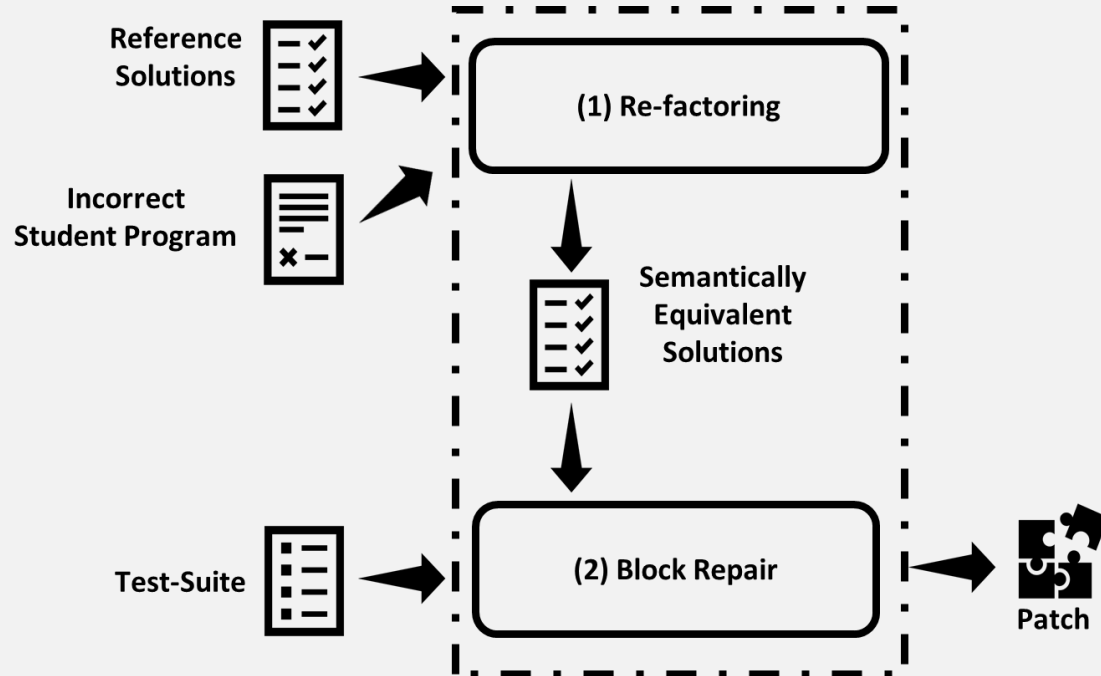 Reference
Solutions
(1) Re-factoring
Incorrect
Student Program
Semantically
Equivalent
Solutions
Test-Suite
(2) Block Repair
Patch